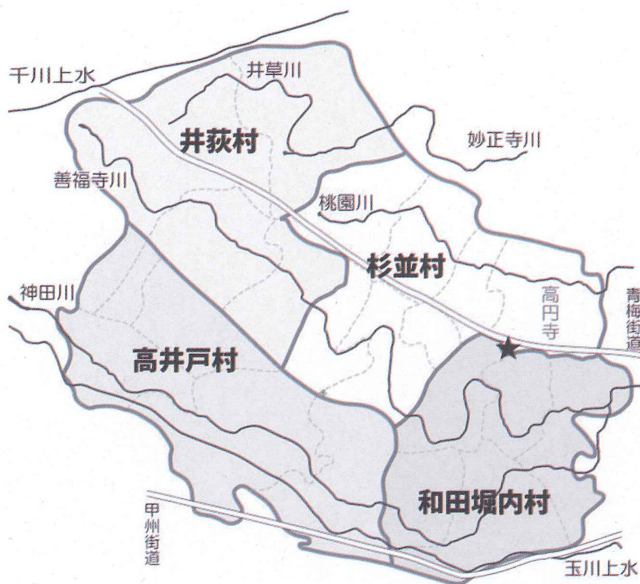 千川上水
井草川
井荻村
妙正寺川
善福寺川
桃園川
杉並村
神田川
高円寺
青梅街道
高井戸村
和田堀内村
甲州街道
玉川上水